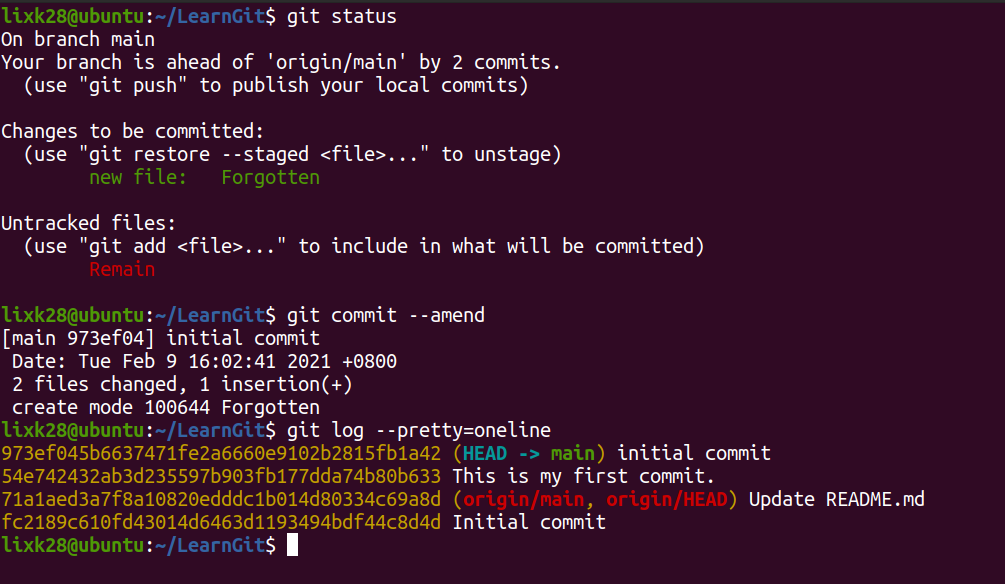 lixk28@ubuntu:~/LearnGit$ git status
On branch main
Your branch is ahead of 'origin/main' by 2 commits.
  (use "git push" to publish your local commits)

Changes to be committed:
  (use "git restore --staged <file>..." to unstage)
        new file:   Forgotten

Untracked files:
  (use "git add <file>..." to include in what will be committed)
        Remain

lixk28@ubuntu:~/LearnGit$ git commit --amend
[main 973ef04] initial commit
 Date: Tue Feb 9 16:02:41 2021 +0800
 2 files changed, 1 insertion(+)
 create mode 100644 Forgotten
lixk28@ubuntu:~/LearnGit$ git log --pretty=oneline
973ef045b6637471fe2a6660e9102b2815fb1a42 (HEAD -> main) initial commit
54e742432ab3d235597b903fb177dda74b80b633 This is my first commit.
71a1aed3a7f8a10820edddc1b014d80334c69a8d (origin/main, origin/HEAD) Update README.md
fc2189c610fd43014d6463d1193494bdf44c8d4d Initial commit
lixk28@ubuntu:~/LearnGit$